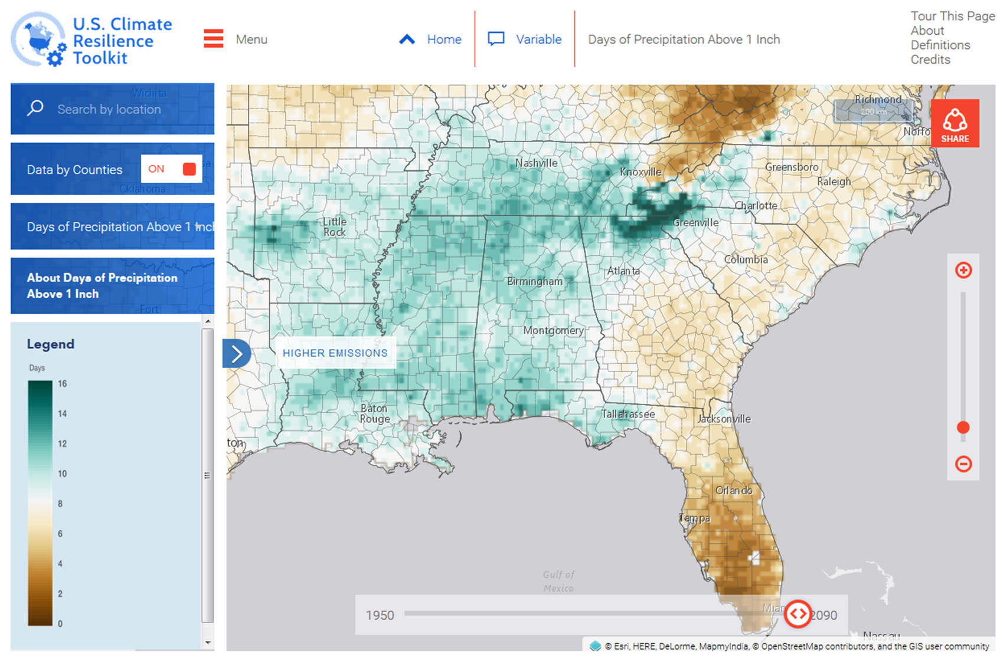 U.S. Climate
Resilience
Toolkit
Menu
Home
Variable
Days of Precipitation Above 1 Inch
Tour This Page
About
Definitions
Credits
Wichita
Search by location
Data by Counties
ON
Oklahoma
Days of Precipitation Above 1 Inch
About Days of Precipitation
Above 1 Inch
Fort
Legend
Days
16
14
12
10
8
6
4
2
0
Richmond
200 km
Norfo
SHARE
Nashville
Knoxville
Greensboro
Raleigh
Charlotte
Little
Rock
Greenville
Columbia
Atlanta
Birmingham
Montgomery
HIGHER EMISSIONS
Baton
Rouge
Tallahassee
Jacksonville
ton
Orlando
Tampa
Gulf of
Mexico
1950
Miam
2090
Nassau
© Esri, HERE, DeLorme, MapmyIndia, © OpenStreetMap contributors, and the GIS user community